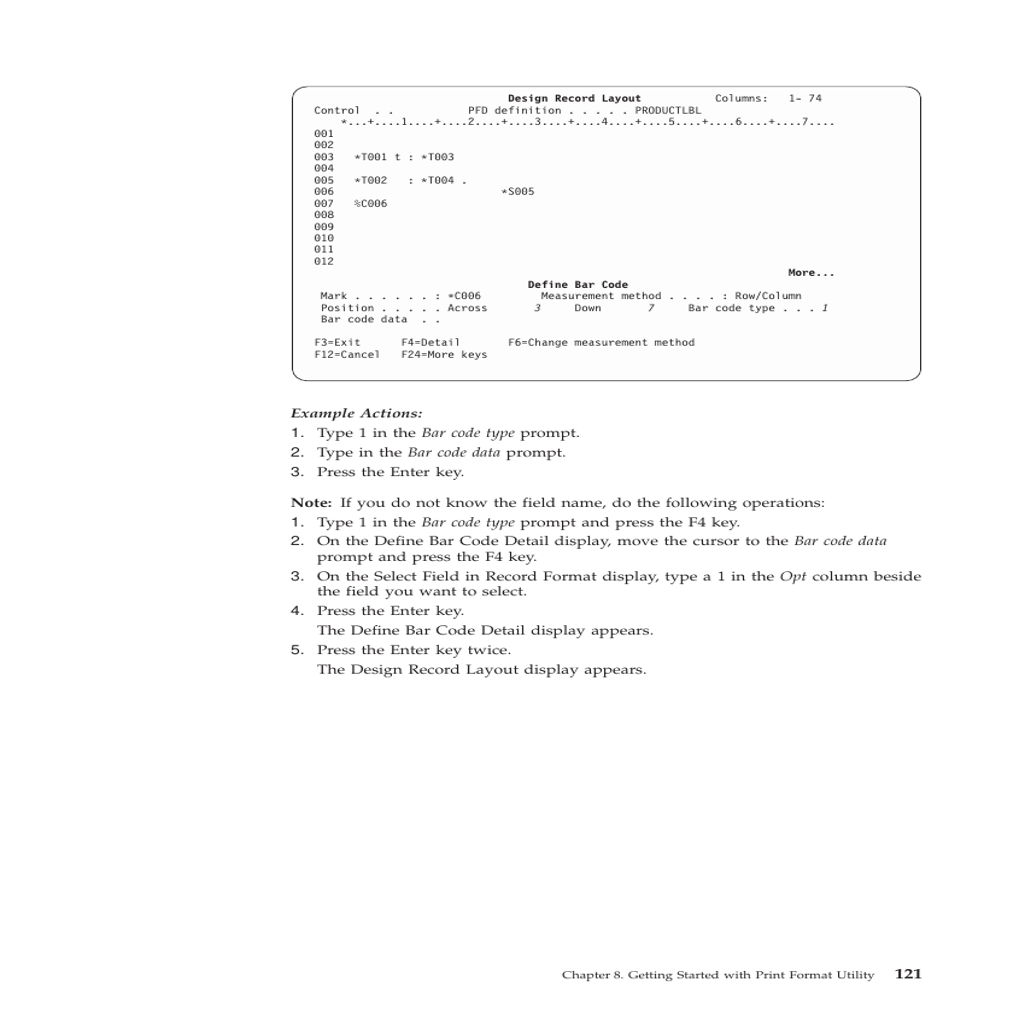 Design Record Layout Columns: 1- 74
Control . . PFD definition . . . . . PRODUCTLBL
*...+....1....+....2....+....3....+....4....+....5....+....6....+....7....
001
002
003 *T001 t : *T003
004
005 *T002 : *T004 .
006 *S005
007 %C006
008
009
010
011
012
More...
Define Bar Code
Mark . . . . . . : *C006 Measurement method . . . . : Row/Column
Position . . . . . Across 3 Down 7 Bar code type . . . 1
Bar code data . .
F3=Exit F4=Detail F6=Change measurement method
F12=Cancel F24=More keys
Example Actions:
1. Type 1 in the Bar code type prompt.
2. Type in the Bar code data prompt.
3. Press the Enter key.
Note: If you do not know the field name, do the following operations:
1. Type 1 in the Bar code type prompt and press the F4 key.
2. On the Define Bar Code Detail display, move the cursor to the Bar code data
prompt and press the F4 key.
3. On the Select Field in Record Format display, type a 1 in the Opt column beside
the field you want to select.
4. Press the Enter key.
The Define Bar Code Detail display appears.
5. Press the Enter key twice.
The Design Record Layout display appears.
Chapter 8. Getting Started with Print Format Utility 121